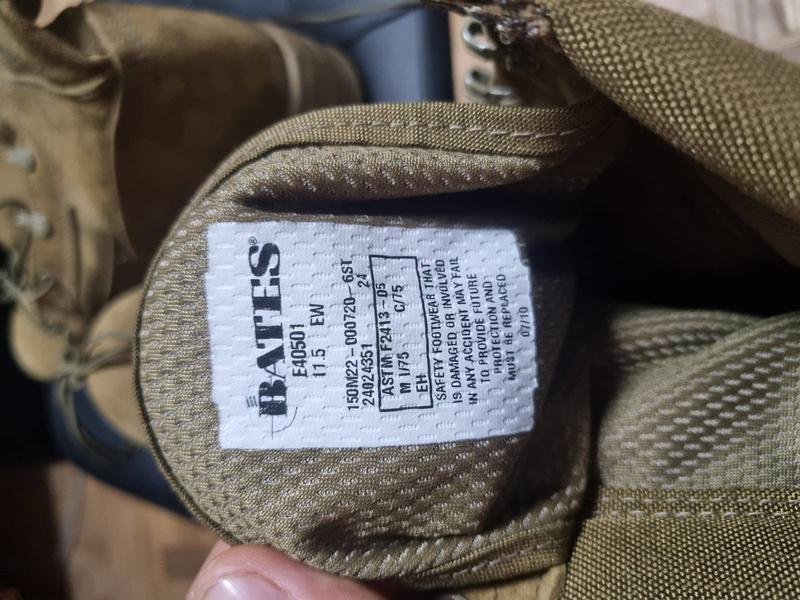 BATES®
E40501
11.5 EW
150IM22-000720-6ST
24024351 24
ASTM F2413-05
M I/75 C/75
EH
SAFETY FOOTWEAR THAT
IS DAMAGED OR INVOLVED
IN ANY ACCIDENT MAY FAIL
TO PROVIDE FUTURE
PROTECTION AND
MUST BE REPLACED
07/10